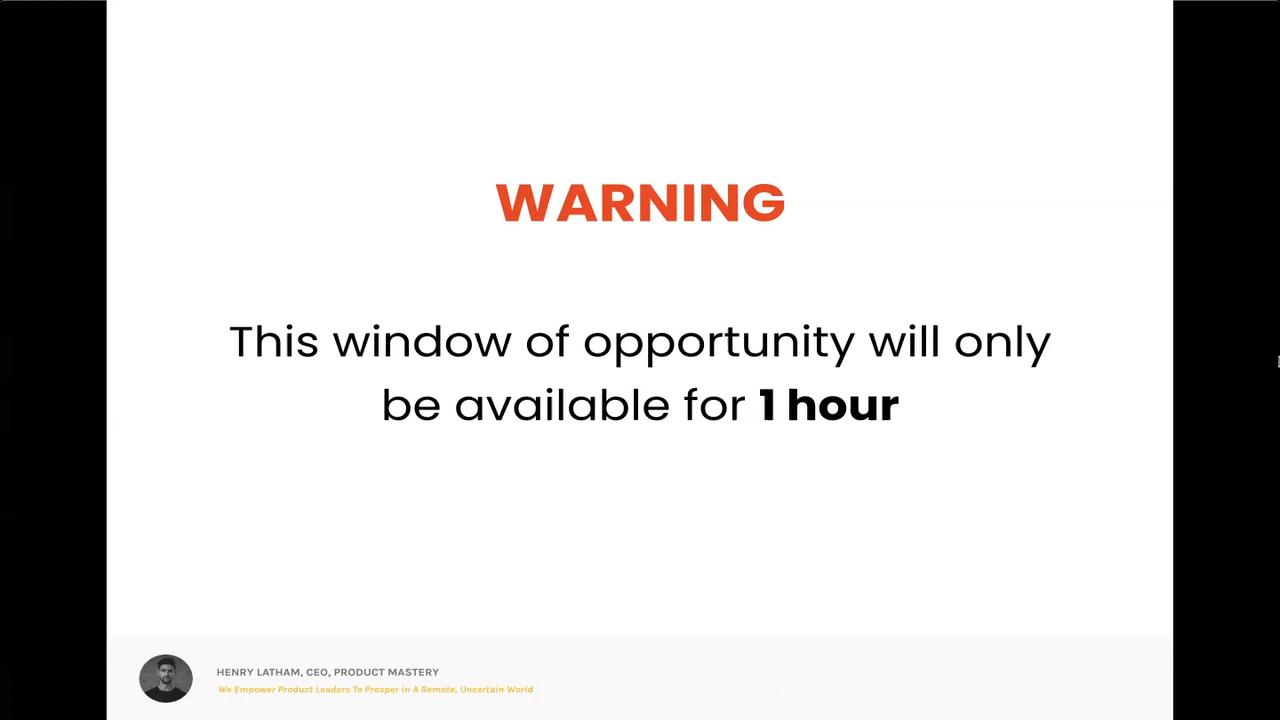 WARNING
This window of opportunity will only
be available for 1 hour
HENRY LATHAM, CEO, PRODUCT MASTERY
We Empower Product Leaders To Prosper in A Remote, Uncertain World